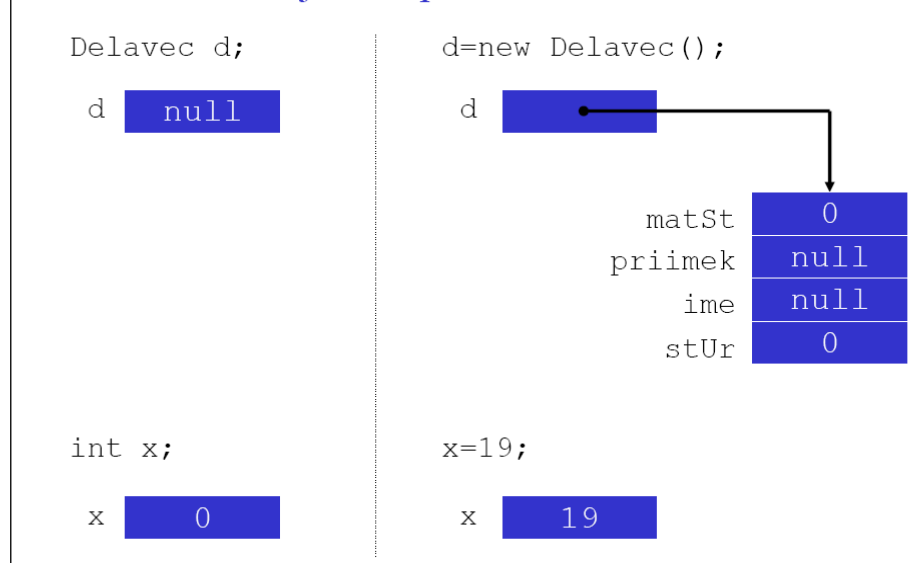 Delavec d;
d null
d=new Delavec();
d
matSt 0
priimek null
ime null
stUr 0
int x;
x 0
x=19;
x 19